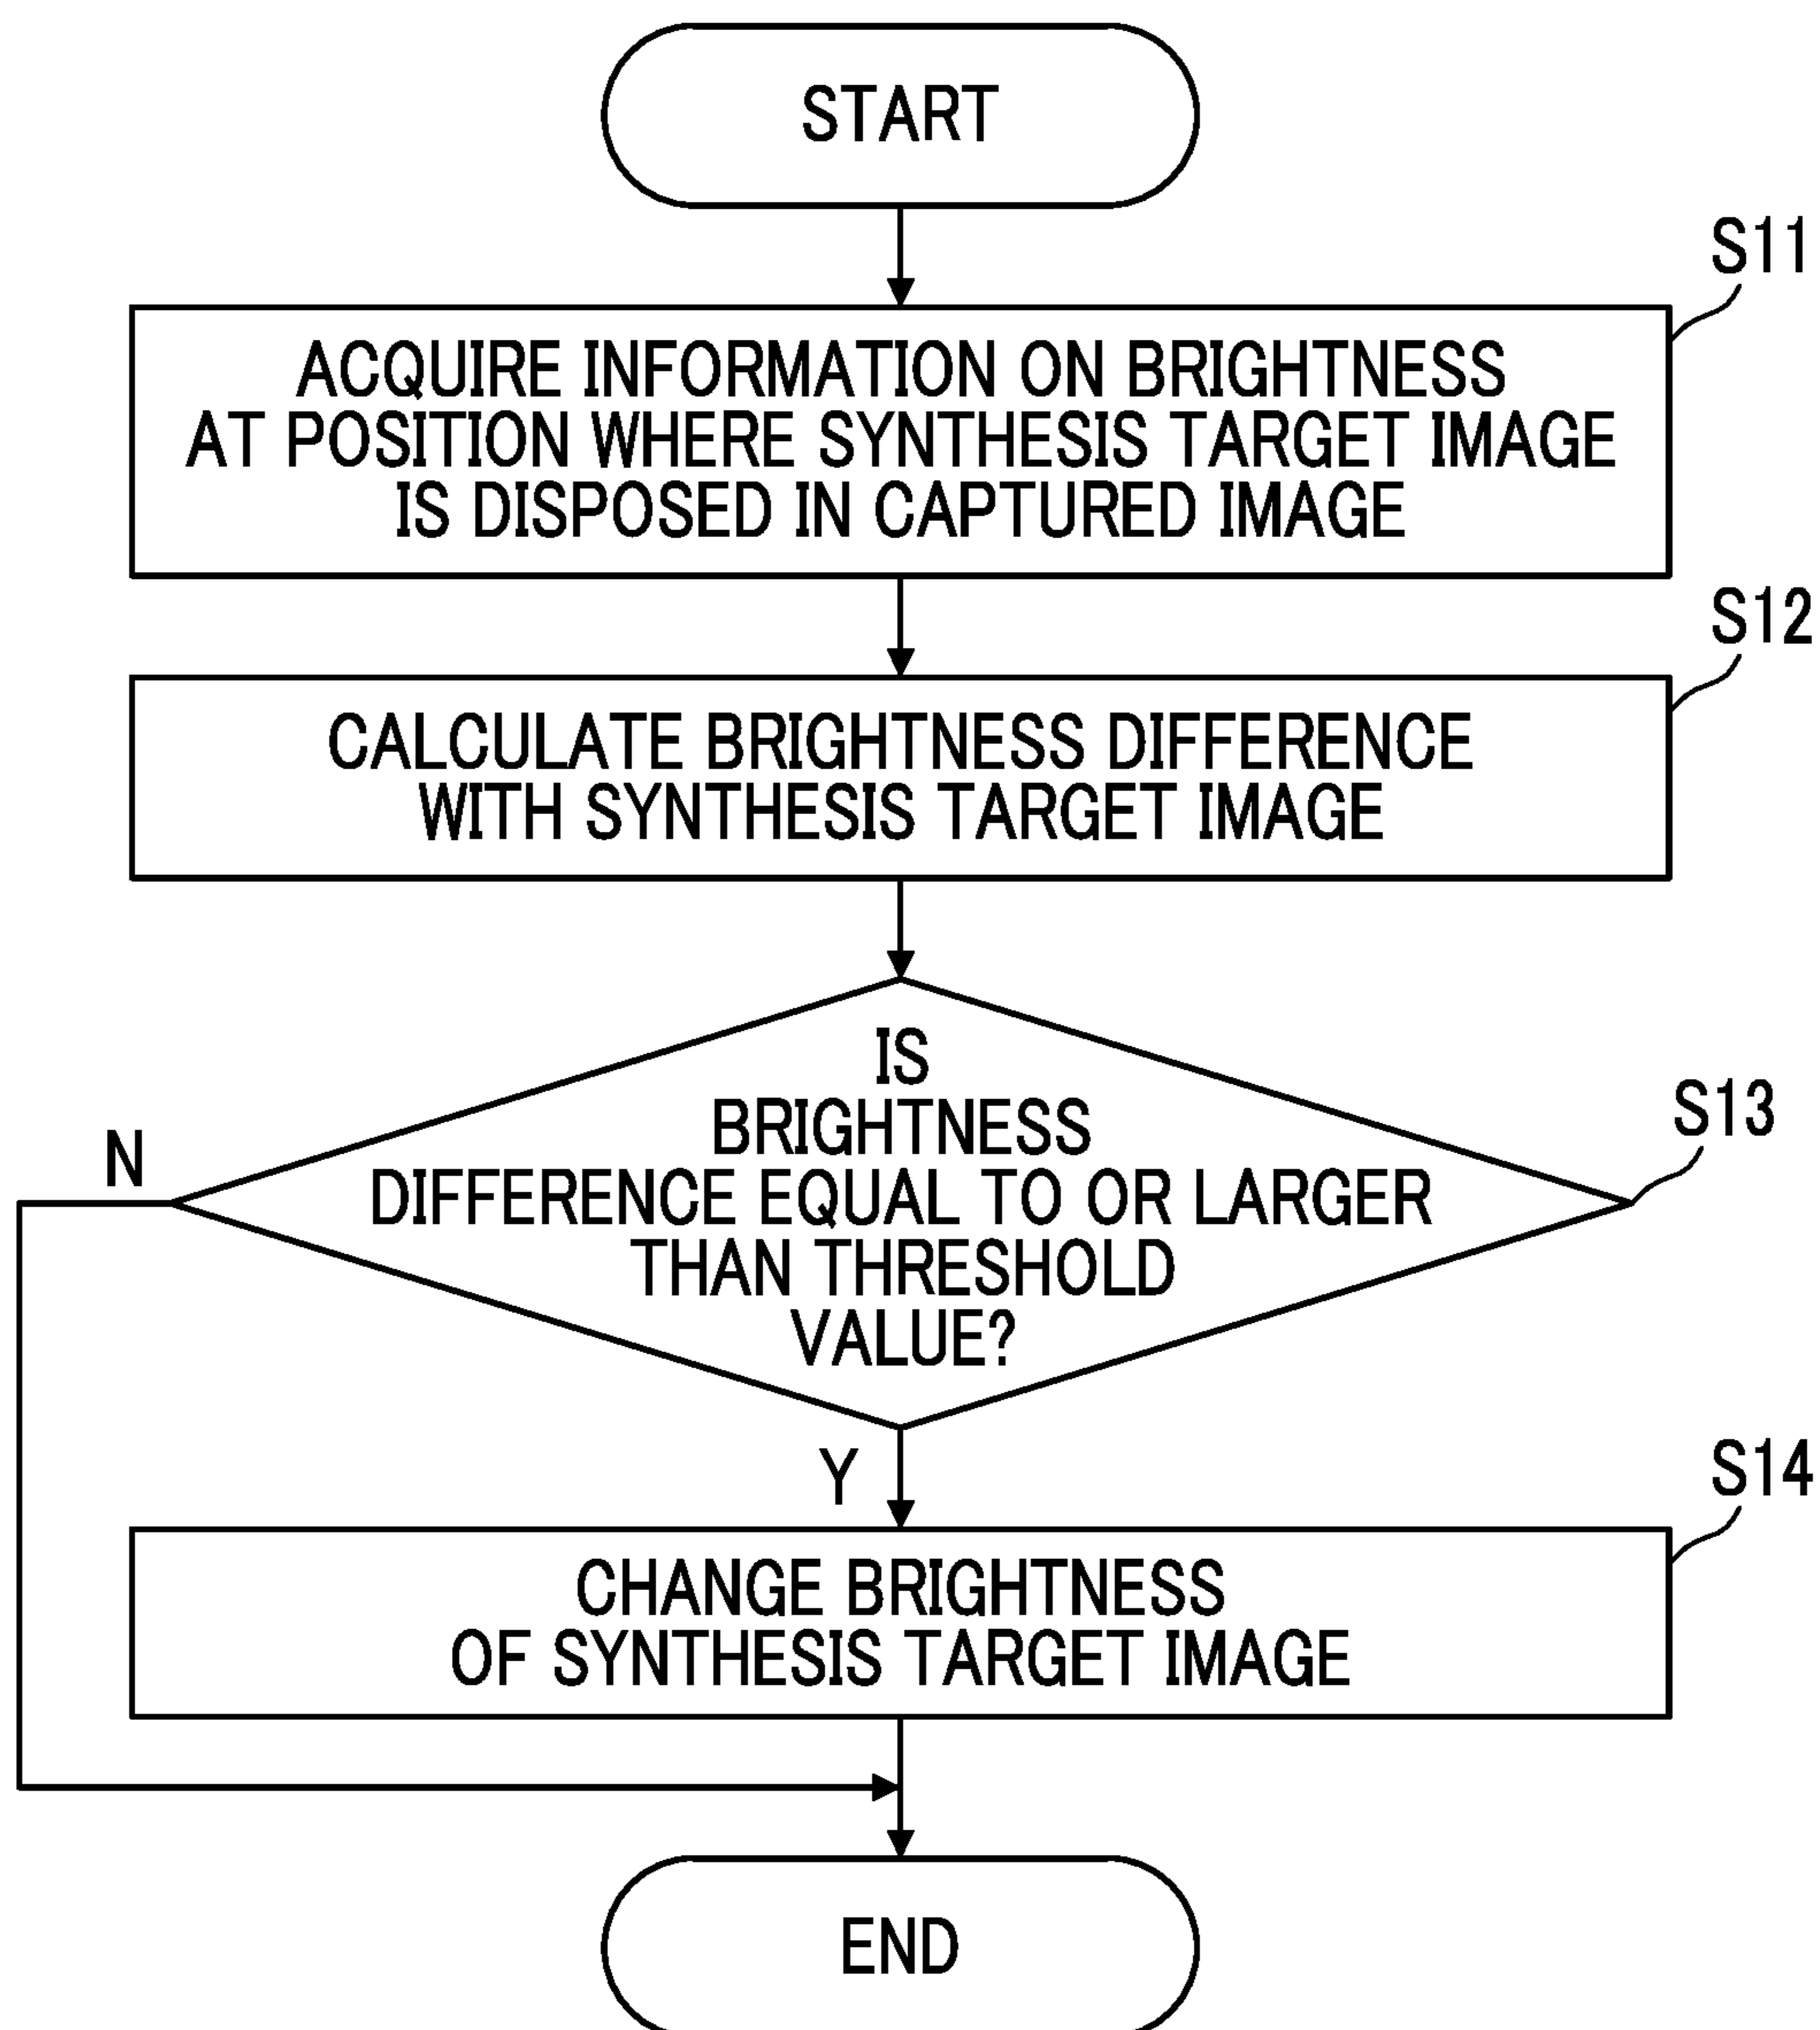 START
S11
ACQUIRE INFORMATION ON BRIGHTNESS
AT POSITION WHERE SYNTHESIS TARGET IMAGE
IS DISPOSED IN CAPTURED IMAGE
S12
CALCULATE BRIGHTNESS DIFFERENCE
WITH SYNTHESIS TARGET IMAGE
IS
BRIGHTNESS
DIFFERENCE EQUAL TO OR LARGER
THAN THRESHOLD
VALUE?
S13
N
Y
S14
CHANGE BRIGHTNESS
OF SYNTHESIS TARGET IMAGE
END